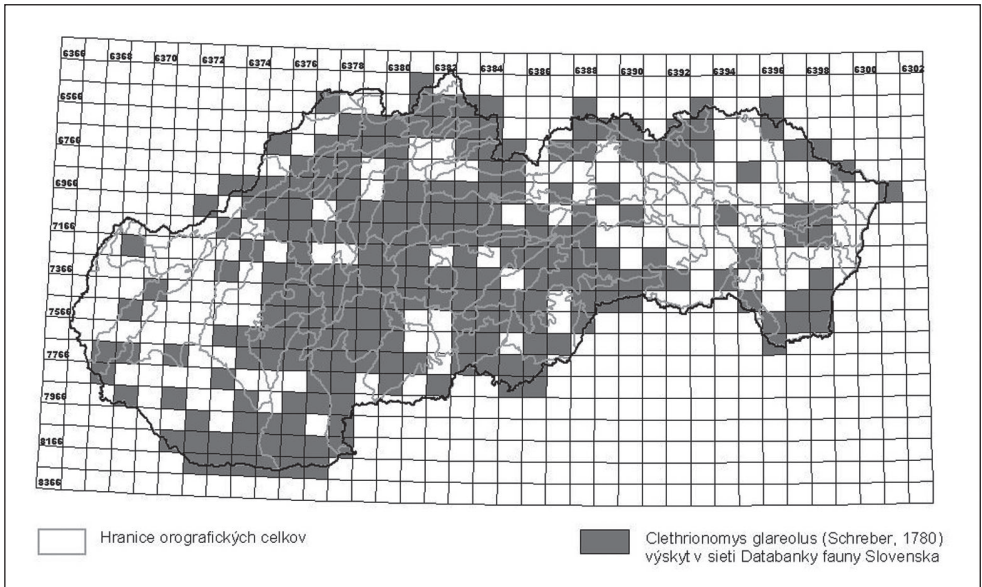 6366 6368 6370 6372 6374 6376 6378 6380 6382 6384 6386 6388 6390 6392 6394 6396 6398 6300 6302
6566
6766
6966
7166
7366
7566
7766
7966
8166
8366
Hranice orografických celkov
Clethrionomys glareolus (Schreber, 1780)
výskyt v sieti Databanky fauny Slovenska